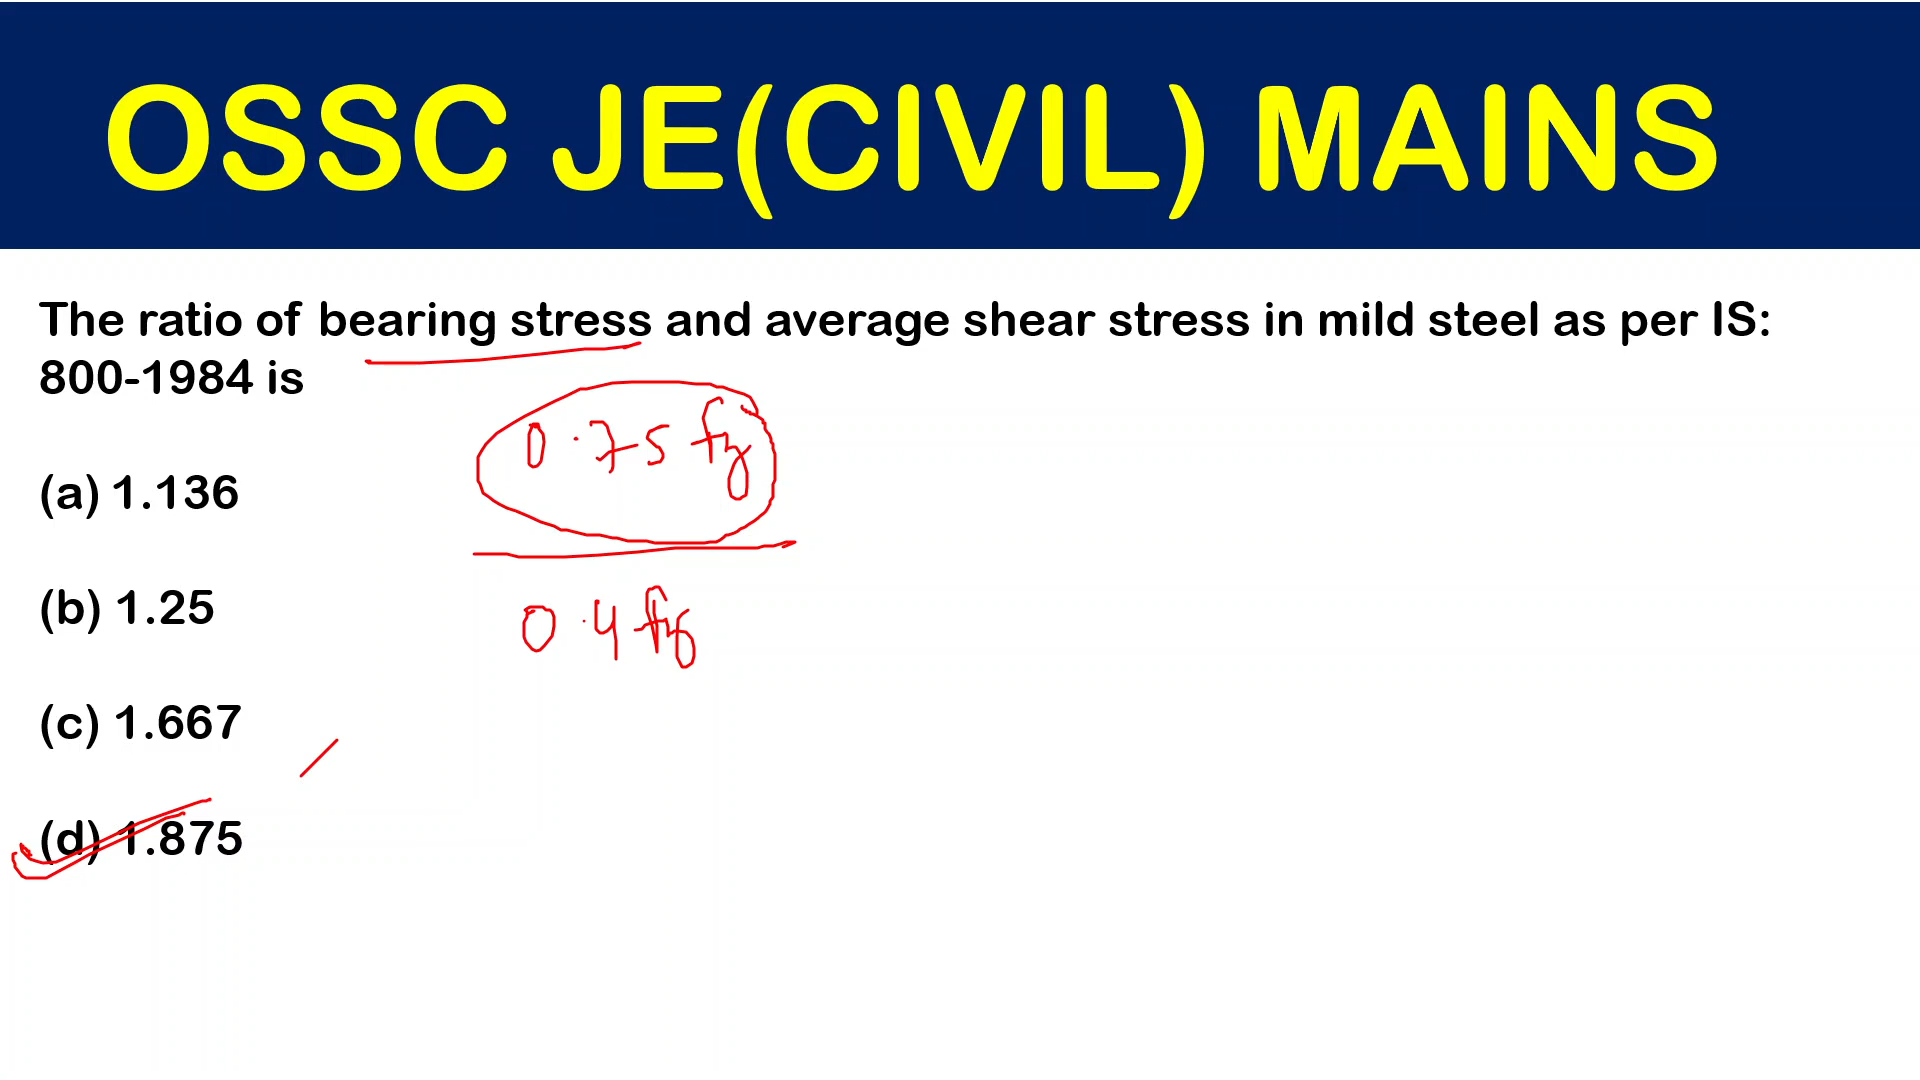 OSSC JE(CIVIL) MAINS
The ratio of bearing stress and average shear stress in mild steel as per IS:
800-1984 is
0.75 fy
(a) 1.136
(b) 1.25
0.4 fy
(c) 1.667
(d) 1.875